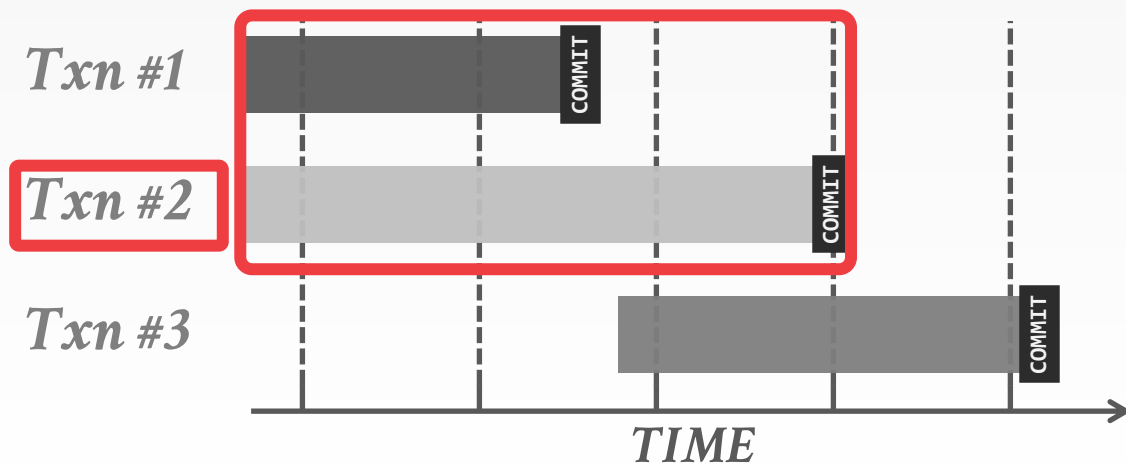 Txn #1
COMMIT
Txn #2
COMMIT
Txn #3
COMMIT
TIME